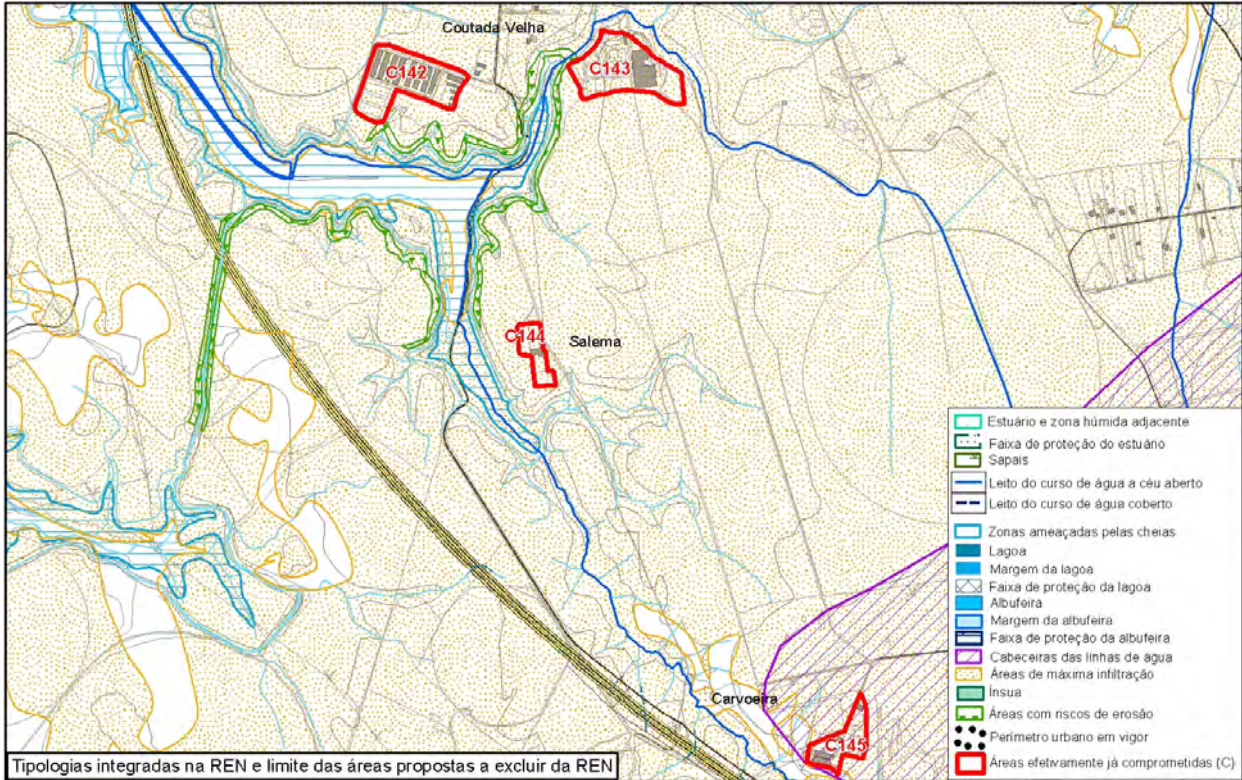 Coutada Velha
C142
C143
C144
Salema
Carvoeira
C145
Estuário e zona húmida adjacente
Faixa de proteção do estuário
Sapais
Leito do curso de água a céu aberto
Leito do curso de água coberto
Zonas ameaçadas pelas cheias
Lagoa
Margem da lagoa
Faixa de proteção da lagoa
Albufeira
Margem da albufeira
Faixa de proteção da albufeira
Cabeceiras das linhas de água
Áreas de máxima infiltração
Ínsua
Áreas com riscos de erosão
Perímetro urbano em vigor
Áreas efetivamente já comprometidas (C)
Tipologias integradas na REN e limite das áreas propostas a excluir da REN